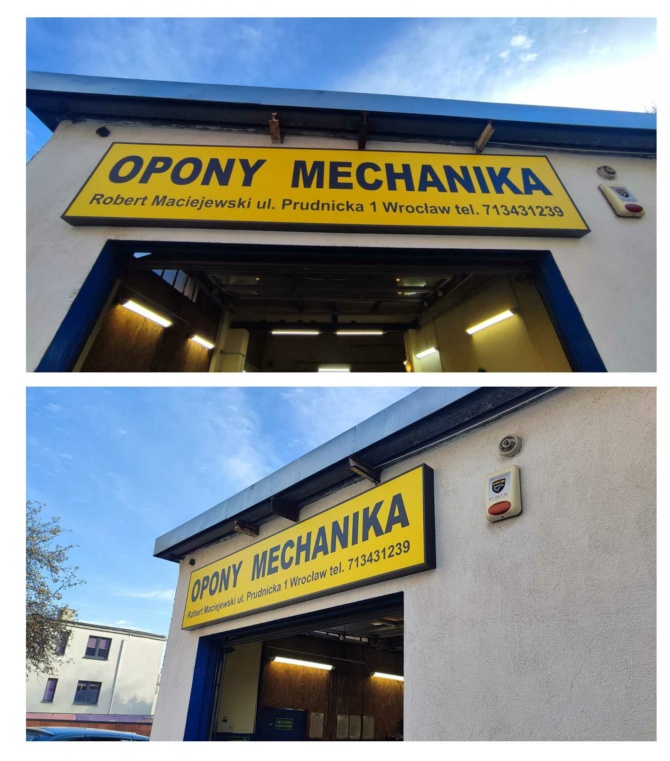 OPONY MECHANIKA
Robert Maciejewski ul. Prudnicka 1 Wrocław tel. 713431239
OPONY MECHANIKA
Robert Maciejewski ul. Prudnicka 1 Wrocław tel. 713431239